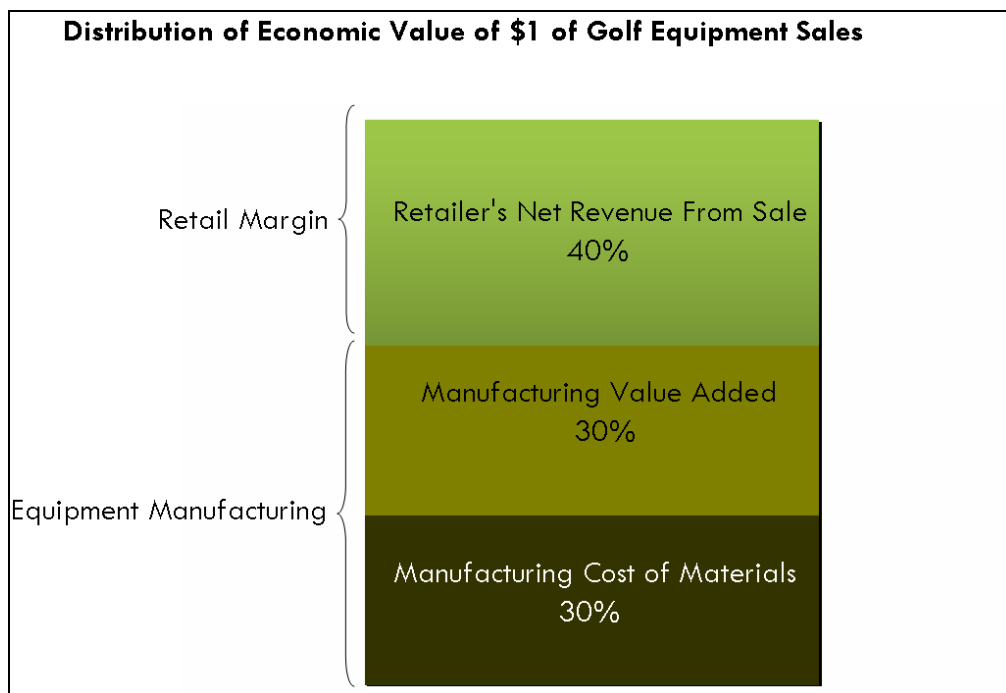 Distribution of Economic Value of $1 of Golf Equipment Sales
Retail Margin
Retailer's Net Revenue From Sale
40%
Manufacturing Value Added
30%
Equipment Manufacturing
Manufacturing Cost of Materials
30%